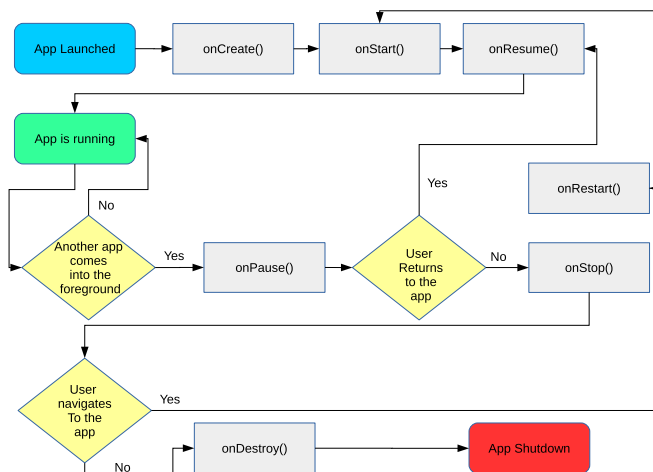 App Launched
onCreate()
onStart()
onResume()
App is running
Yes
onRestart()
No
Another app
comes
into the
foreground
Yes
onPause()
User
Returns
to the
app
No
onStop()
User
navigates
To the
app
Yes
onDestroy()
App Shutdown
No